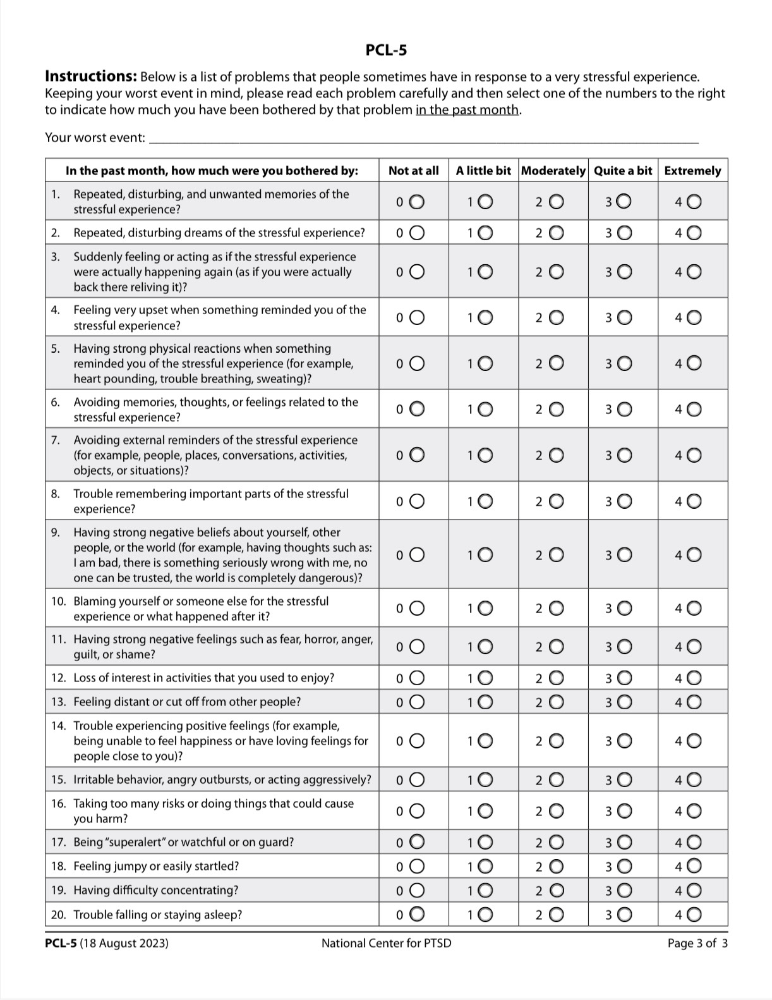 PCL-5
Instructions: Below is a list of problems that people sometimes have in response to a very stressful experience.
Keeping your worst event in mind, please read each problem carefully and then select one of the numbers to the right
to indicate how much you have been bothered by that problem in the past month.
Your worst event: ____________________
In the past month, how much were you bothered by: Not at all A little bit Moderately Quite a bit Extremely
1. Repeated, disturbing, and unwanted memories of the
stressful experience?
0 1 2 3 4
2. Repeated, disturbing dreams of the stressful experience? 0 1 2 3 4
3. Suddenly feeling or acting as if the stressful experience
were actually happening again (as if you were actually
back there reliving it)?
0 1 2 3 4
4. Feeling very upset when something reminded you of the
stressful experience?
0 1 2 3 4
5. Having strong physical reactions when something
reminded you of the stressful experience (for example,
heart pounding, trouble breathing, sweating)?
0 1 2 3 4
6. Avoiding memories, thoughts, or feelings related to the
stressful experience?
0 1 2 3 4
7. Avoiding external reminders of the stressful experience
(for example, people, places, conversations, activities,
objects, or situations)?
0 1 2 3 4
8. Trouble remembering important parts of the stressful
experience?
0 1 2 3 4
9. Having strong negative beliefs about yourself, other
people, or the world (for example, having thoughts such as:
I am bad, there is something seriously wrong with me, no
one can be trusted, the world is completely dangerous)?
0 1 2 3 4
10. Blaming yourself or someone else for the stressful
experience or what happened after it?
0 1 2 3 4
11. Having strong negative feelings such as fear, horror, anger,
guilt, or shame?
0 1 2 3 4
12. Loss of interest in activities that you used to enjoy? 0 1 2 3 4
13. Feeling distant or cut off from other people? 0 1 2 3 4
14. Trouble experiencing positive feelings (for example,
being unable to feel happiness or have loving feelings for
people close to you)?
0 1 2 3 4
15. Irritable behavior, angry outbursts, or acting aggressively? 0 1 2 3 4
16. Taking too many risks or doing things that could cause
you harm?
0 1 2 3 4
17. Being “superalert” or watchful or on guard? 0 1 2 3 4
18. Feeling jumpy or easily startled? 0 1 2 3 4
19. Having difficulty concentrating? 0 1 2 3 4
20. Trouble falling or staying asleep? 0 1 2 3 4
PCL-5 (18 August 2023) National Center for PTSD Page 3 of 3